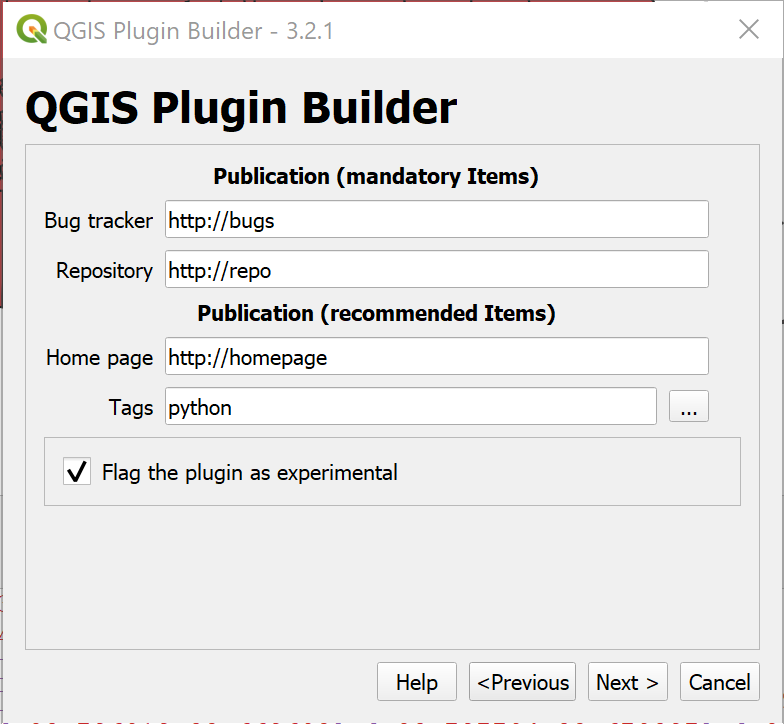 QGIS Plugin Builder - 3.2.1
QGIS Plugin Builder
Publication (mandatory Items)
Bug tracker http://bugs
Repository http://repo
Publication (recommended Items)
Home page http://homepage
Tags python ...
Flag the plugin as experimental
Help <Previous Next > Cancel